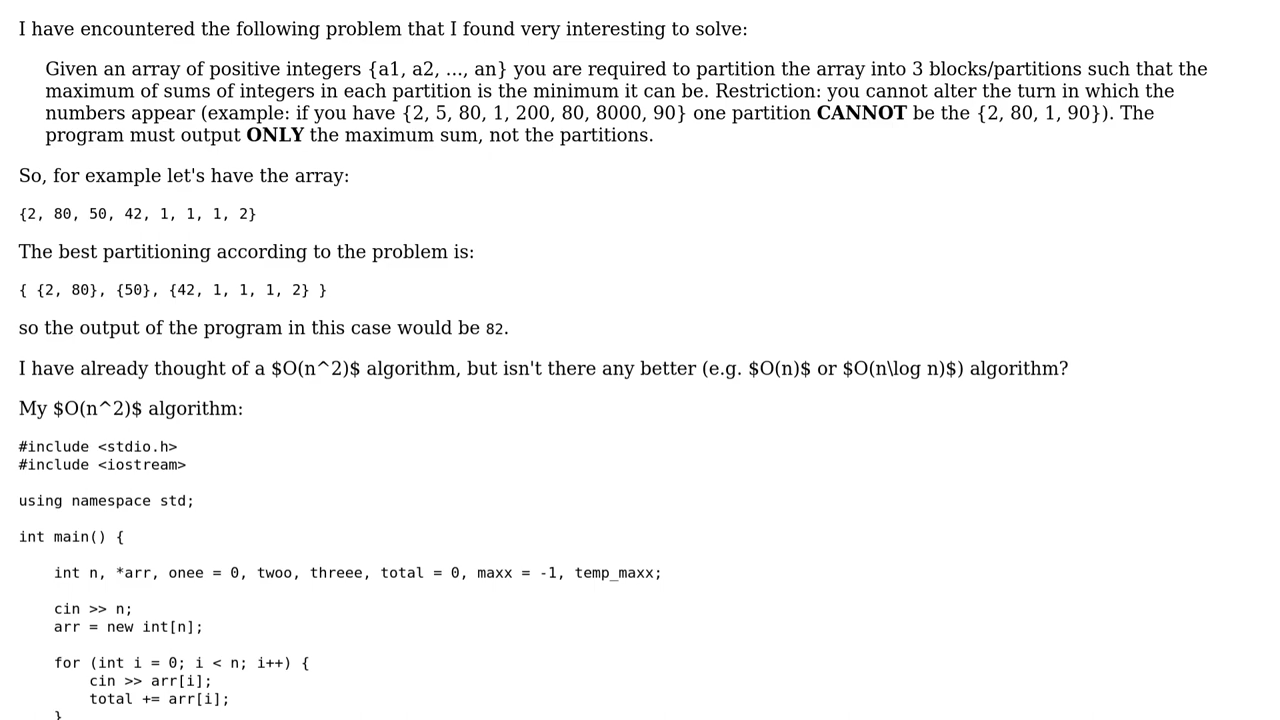 I have encountered the following problem that I found very interesting to solve:
Given an array of positive integers {a1, a2, ..., an} you are required to partition the array into 3 blocks/partitions such that the
maximum of sums of integers in each partition is the minimum it can be. Restriction: you cannot alter the turn in which the
numbers appear (example: if you have {2, 5, 80, 1, 200, 80, 8000, 90} one partition CANNOT be the {2, 80, 1, 90}). The
program must output ONLY the maximum sum, not the partitions.
So, for example let's have the array:
{2, 80, 50, 42, 1, 1, 1, 2}
The best partitioning according to the problem is:
{ {2, 80}, {50}, {42, 1, 1, 1, 2} }
so the output of the program in this case would be 82.
I have already thought of a $O(n^2)$ algorithm, but isn't there any better (e.g. $O(n)$ or $O(n\log n)$) algorithm?
My $O(n^2)$ algorithm:
#include <stdio.h>
#include <iostream>
using namespace std;
int main() {
    int n, *arr, onee = 0, twoo, threee, total = 0, maxx = -1, temp_maxx;
    cin >> n;
    arr = new int[n];
    for (int i = 0; i < n; i++) {
        cin >> arr[i];
        total += arr[i];
    }